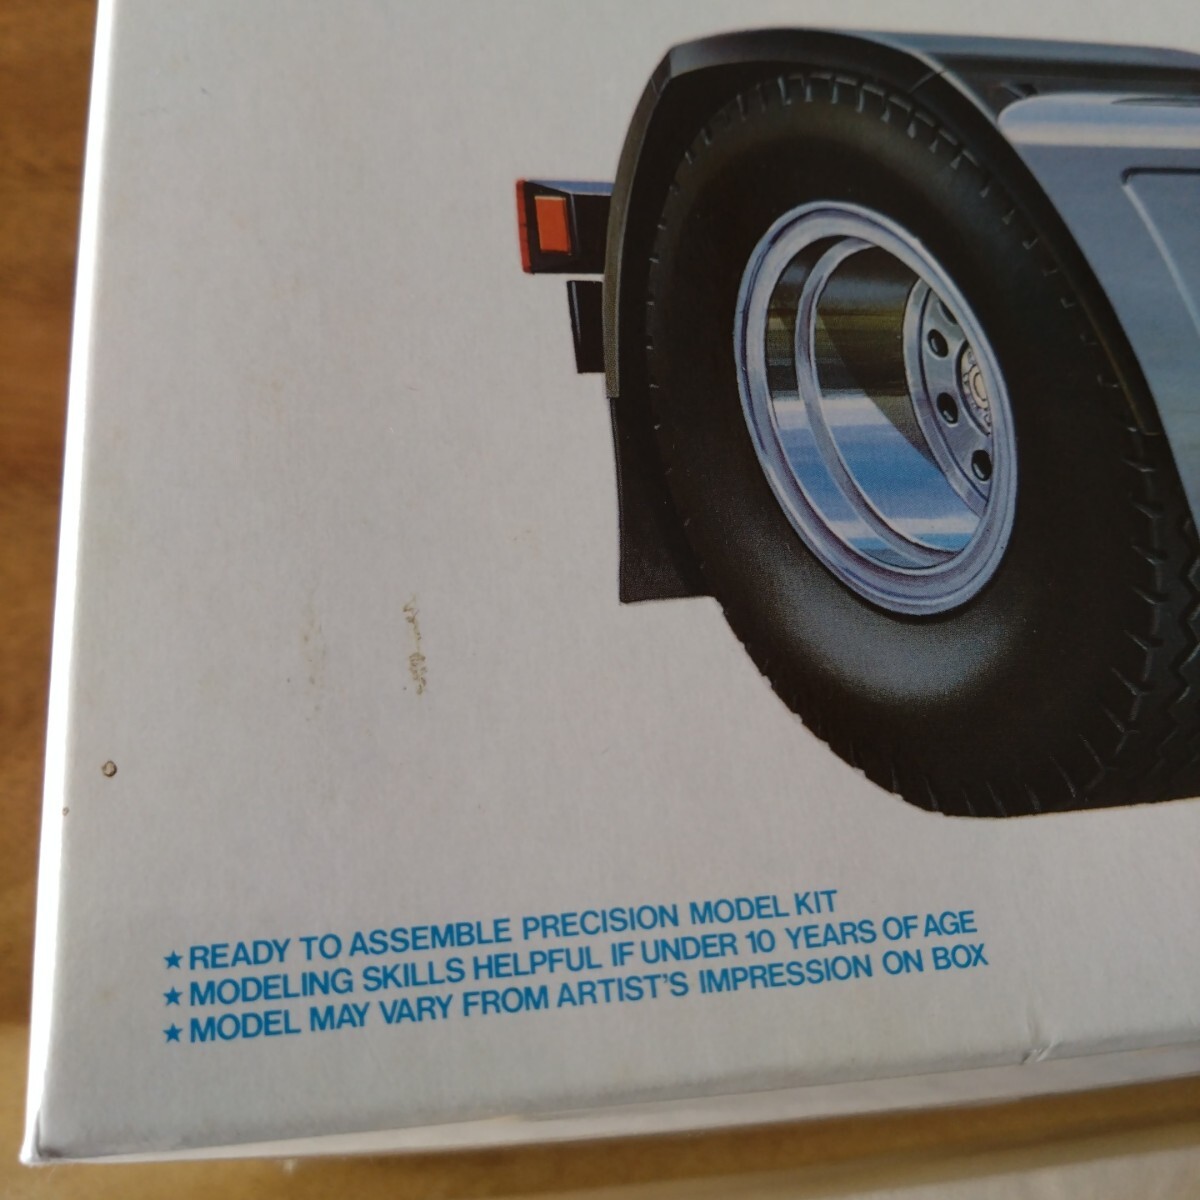 ★READY TO ASSEMBLE PRECISION MODEL KIT
★MODELING SKILLS HELPFUL IF UNDER 10 YEARS OF AGE
★MODEL MAY VARY FROM ARTIST'S IMPRESSION ON BOX